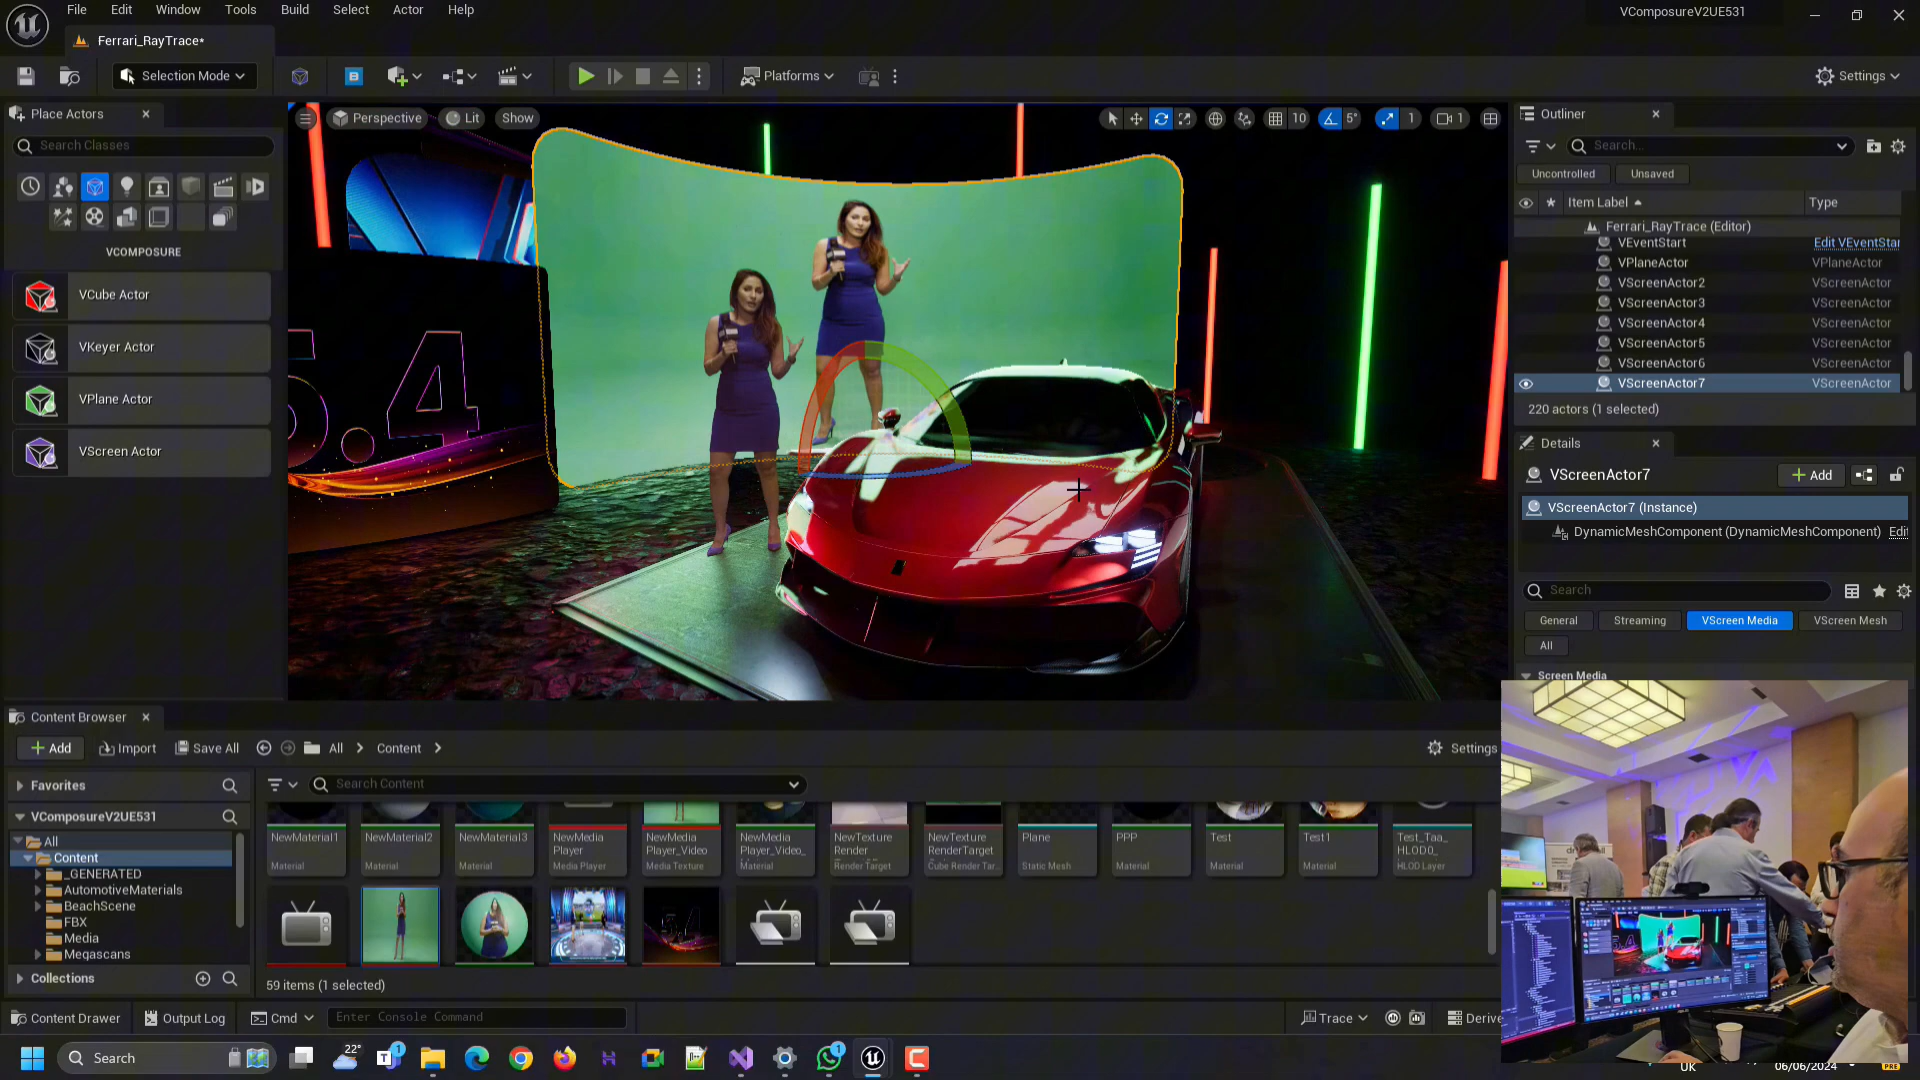 File Edit Window Tools Build Select Actor Help
VComposureV2UE531
Ferrari_RayTrace*
Selection Mode
Platforms
Settings
Place Actors
Search Classes
VCOMPOSURE
VCube Actor
VKeyer Actor
VPlane Actor
VScreen Actor
Perspective Lit Show
10 5° 1 1
5.4
Outliner
Search...
Uncontrolled Unsaved
Item Label Type
Ferrari_RayTrace (Editor)
VEventStart Edit VEventStar
VPlaneActor VPlaneActor
VScreenActor2 VScreenActor
VScreenActor3 VScreenActor
VScreenActor4 VScreenActor
VScreenActor5 VScreenActor
VScreenActor6 VScreenActor
VScreenActor7 VScreenActor
220 actors (1 selected)
Details
VScreenActor7
Add
VScreenActor7 (Instance)
DynamicMeshComponent (DynamicMeshComponent) Edi
Search
General Streaming VScreen Media VScreen Mesh
All
Screen Media
Content Browser
Add Import Save All All Content
Settings
Favorites
Search Content
VComposureV2UE531
All
Content
_GENERATED
AutomotiveMaterials
BeachScene
FBX
Media
Megascans
Collections
NewMaterial1
Material
NewMaterial2
Material
NewMaterial3
Material
NewMedia
Player
Media Player
NewMedia
Player_Video
Media Texture
NewMedia
Player_Video_
Material
NewTexture
Render
Render Target
NewTexture
RenderTarget
Cube Render Tar...
Plane
Static Mesh
PPP
Material
Test
Material
Test1
Material
Test_Taa_
HLOD0_
HLOD Layer
5.4
59 items (1 selected)
Content Drawer Output Log Cmd Enter Console Command
Trace Derive
Search
22°
1
1
UK
06/06/2024
PRE